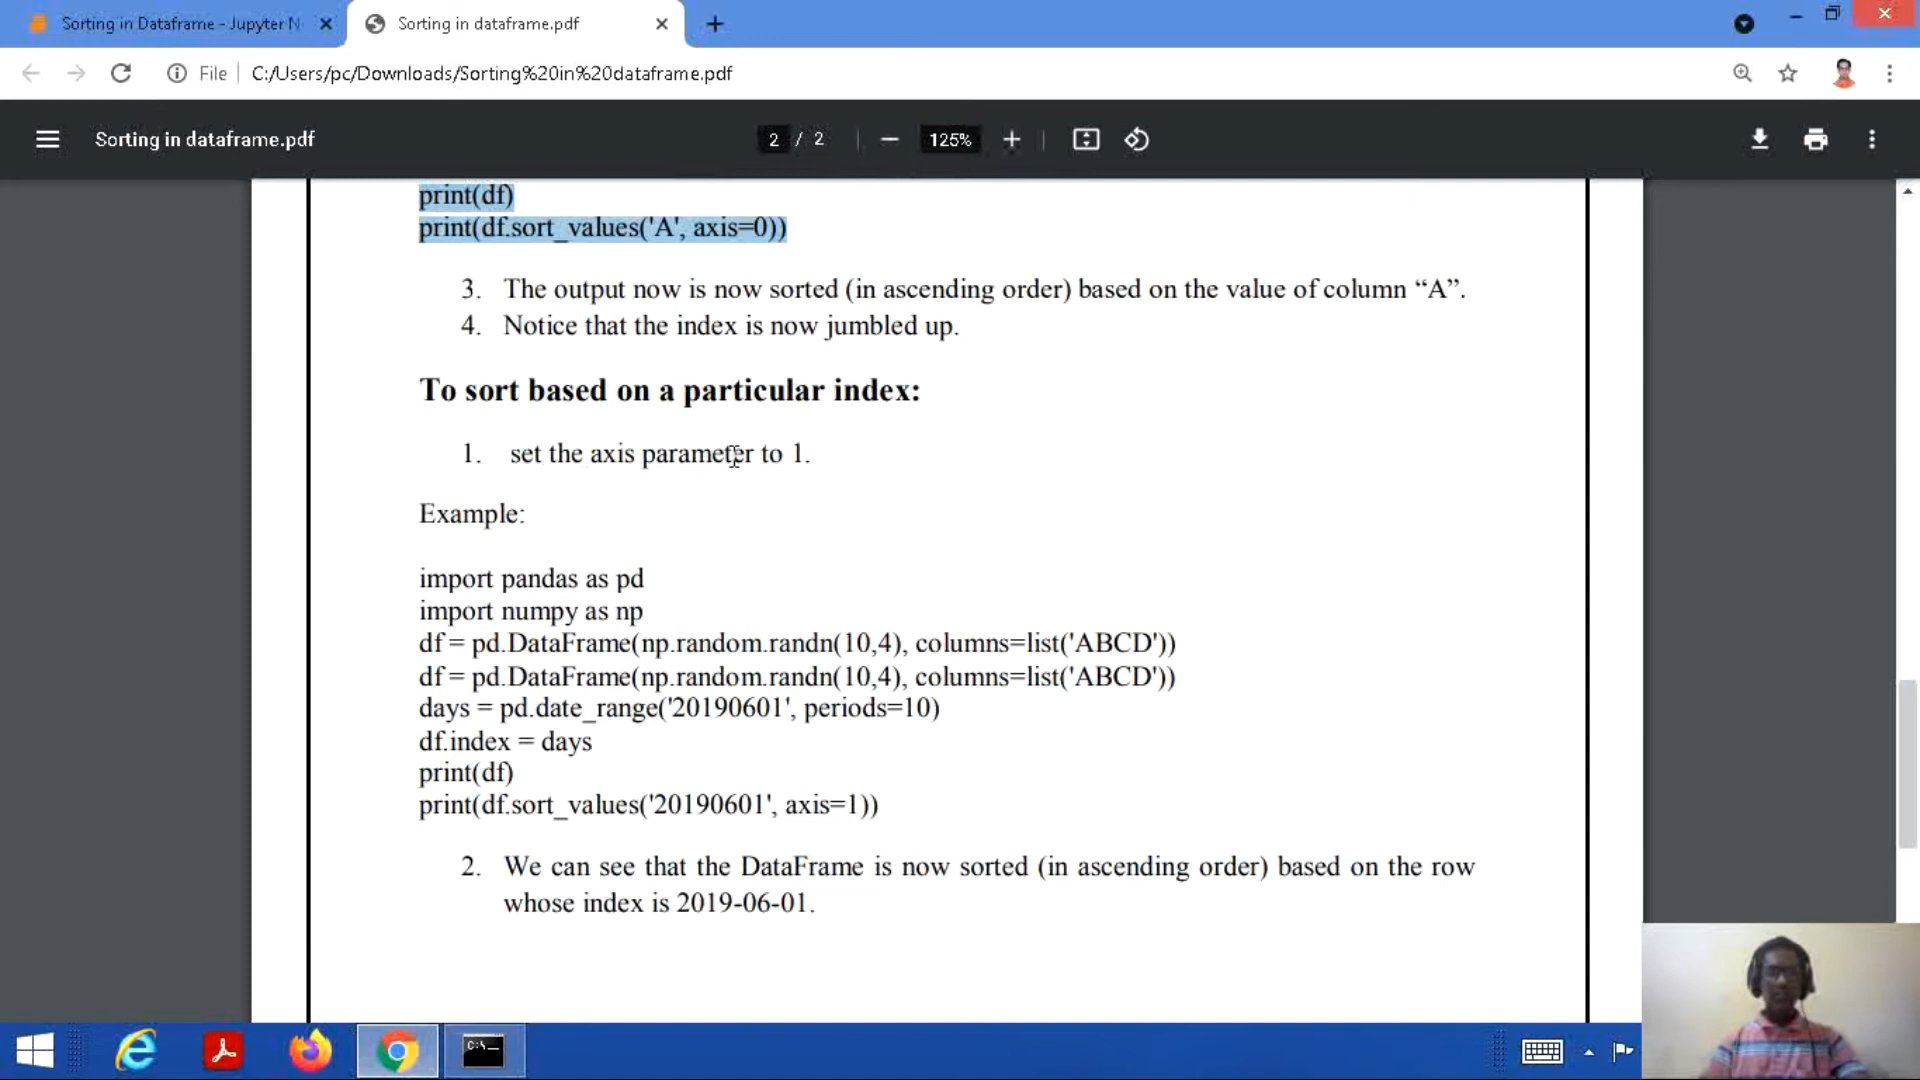 Sorting in Dataframe - Jupyter N
Sorting in dataframe.pdf
File
C:/Users/pc/Downloads/Sorting%20in%20dataframe.pdf
Sorting in dataframe.pdf
2 / 2
125%
print(df)
print(df.sort_values('A', axis=0))
3. The output now is now sorted (in ascending order) based on the value of column “A”.
4. Notice that the index is now jumbled up.
To sort based on a particular index:
1. set the axis parameter to 1.
Example:
import pandas as pd
import numpy as np
df = pd.DataFrame(np.random.randn(10,4), columns=list('ABCD'))
df = pd.DataFrame(np.random.randn(10,4), columns=list('ABCD'))
days = pd.date_range('20190601', periods=10)
df.index = days
print(df)
print(df.sort_values('20190601', axis=1))
2. We can see that the DataFrame is now sorted (in ascending order) based on the row
whose index is 2019-06-01.
C:\